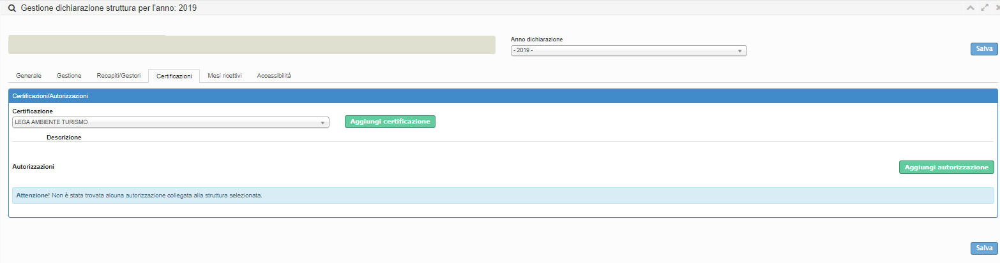 Gestione dichiarazione struttura per l'anno: 2019
Anno dichiarazione
- 2019 -
Salva
Generale Gestione Recapiti/Gestori Certificazioni Mesi ricettivi Accessibilità
Certificazioni/Autorizzazioni
Certificazione
LEGA AMBIENTE TURISMO
Aggiungi certificazione
Descrizione
Autorizzazioni
Aggiungi autorizzazione
Attenzione! Non è stata trovata alcuna autorizzazione collegata alla struttura selezionata.
Salva